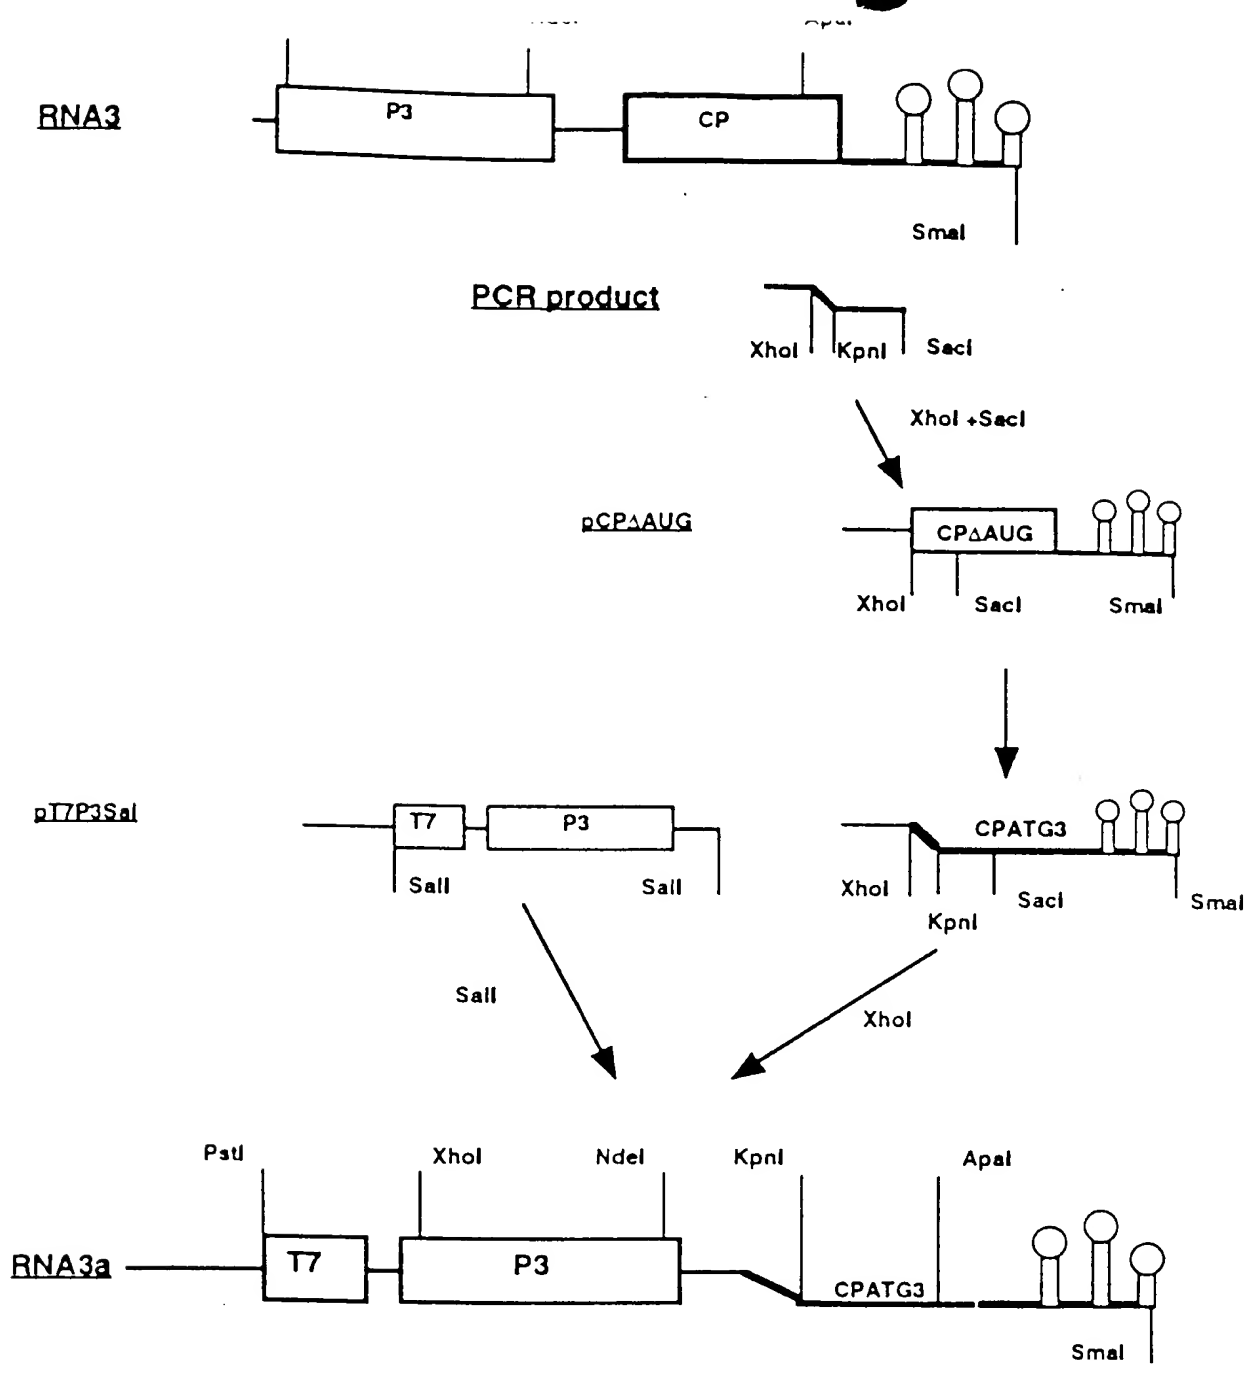 RNA3
P3
CP
SmaI
PCR product
XhoI
KpnI
SacI
XhoI +SacI
pCPΔAUG
CPΔAUG
XhoI
SacI
SmaI
pT7P3Sal
T7
P3
CPATG3
SalI
SalI
XhoI
SacI
SmaI
KpnI
SalI
XhoI
PstI
XhoI
NdeI
KpnI
ApaI
RNA3a
T7
P3
CPATG3
SmaI